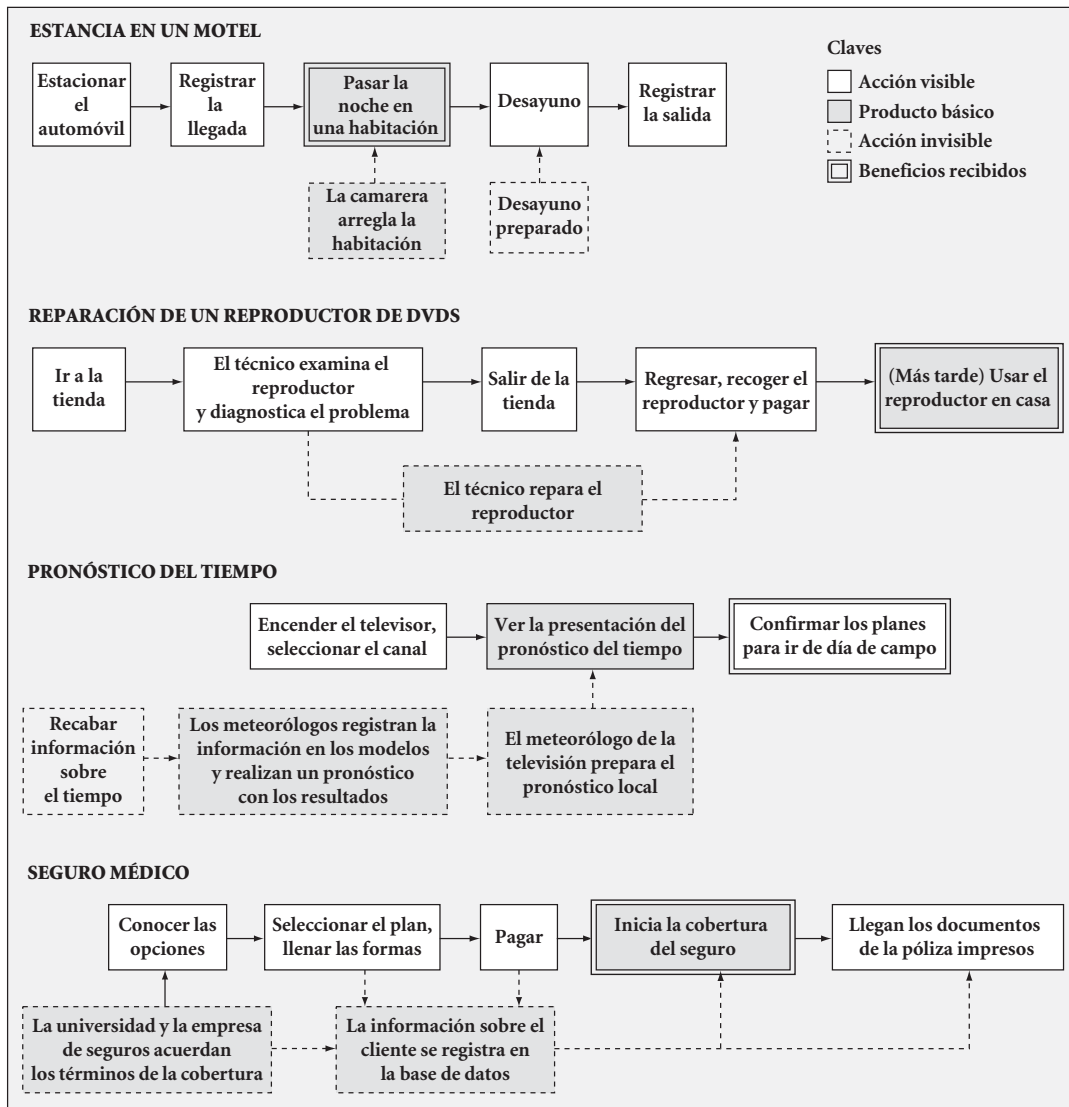 ESTANCIA EN UN MOTEL
Claves
Acción visible
Producto básico
Acción invisible
Beneficios recibidos
Estacionar
el
automóvil
Registrar
la
llegada
Pasar la
noche en
una habitación
Desayuno
Registrar
la salida
La camarera
arregla la
habitación
Desayuno
preparado
REPARACIÓN DE UN REPRODUCTOR DE DVDS
Ir a la
tienda
El técnico examina el
reproductor
y diagnostica el problema
Salir de la
tienda
Regresar, recoger el
reproductor y pagar
(Más tarde) Usar el
reproductor en casa
El técnico repara el
reproductor
PRONÓSTICO DEL TIEMPO
Encender el televisor,
seleccionar el canal
Ver la presentación del
pronóstico del tiempo
Confirmar los planes
para ir de día de campo
Recabar
información
sobre
el tiempo
Los meteorólogos registran la
información en los modelos
y realizan un pronóstico
con los resultados
El meteorólogo de la
televisión prepara el
pronóstico local
SEGURO MÉDICO
Conocer las
opciones
Seleccionar el plan,
llenar las formas
Pagar
Inicia la cobertura
del seguro
Llegan los documentos
de la póliza impresos
La universidad y la empresa
de seguros acuerdan
los términos de la cobertura
La información sobre el
cliente se registra en
la base de datos